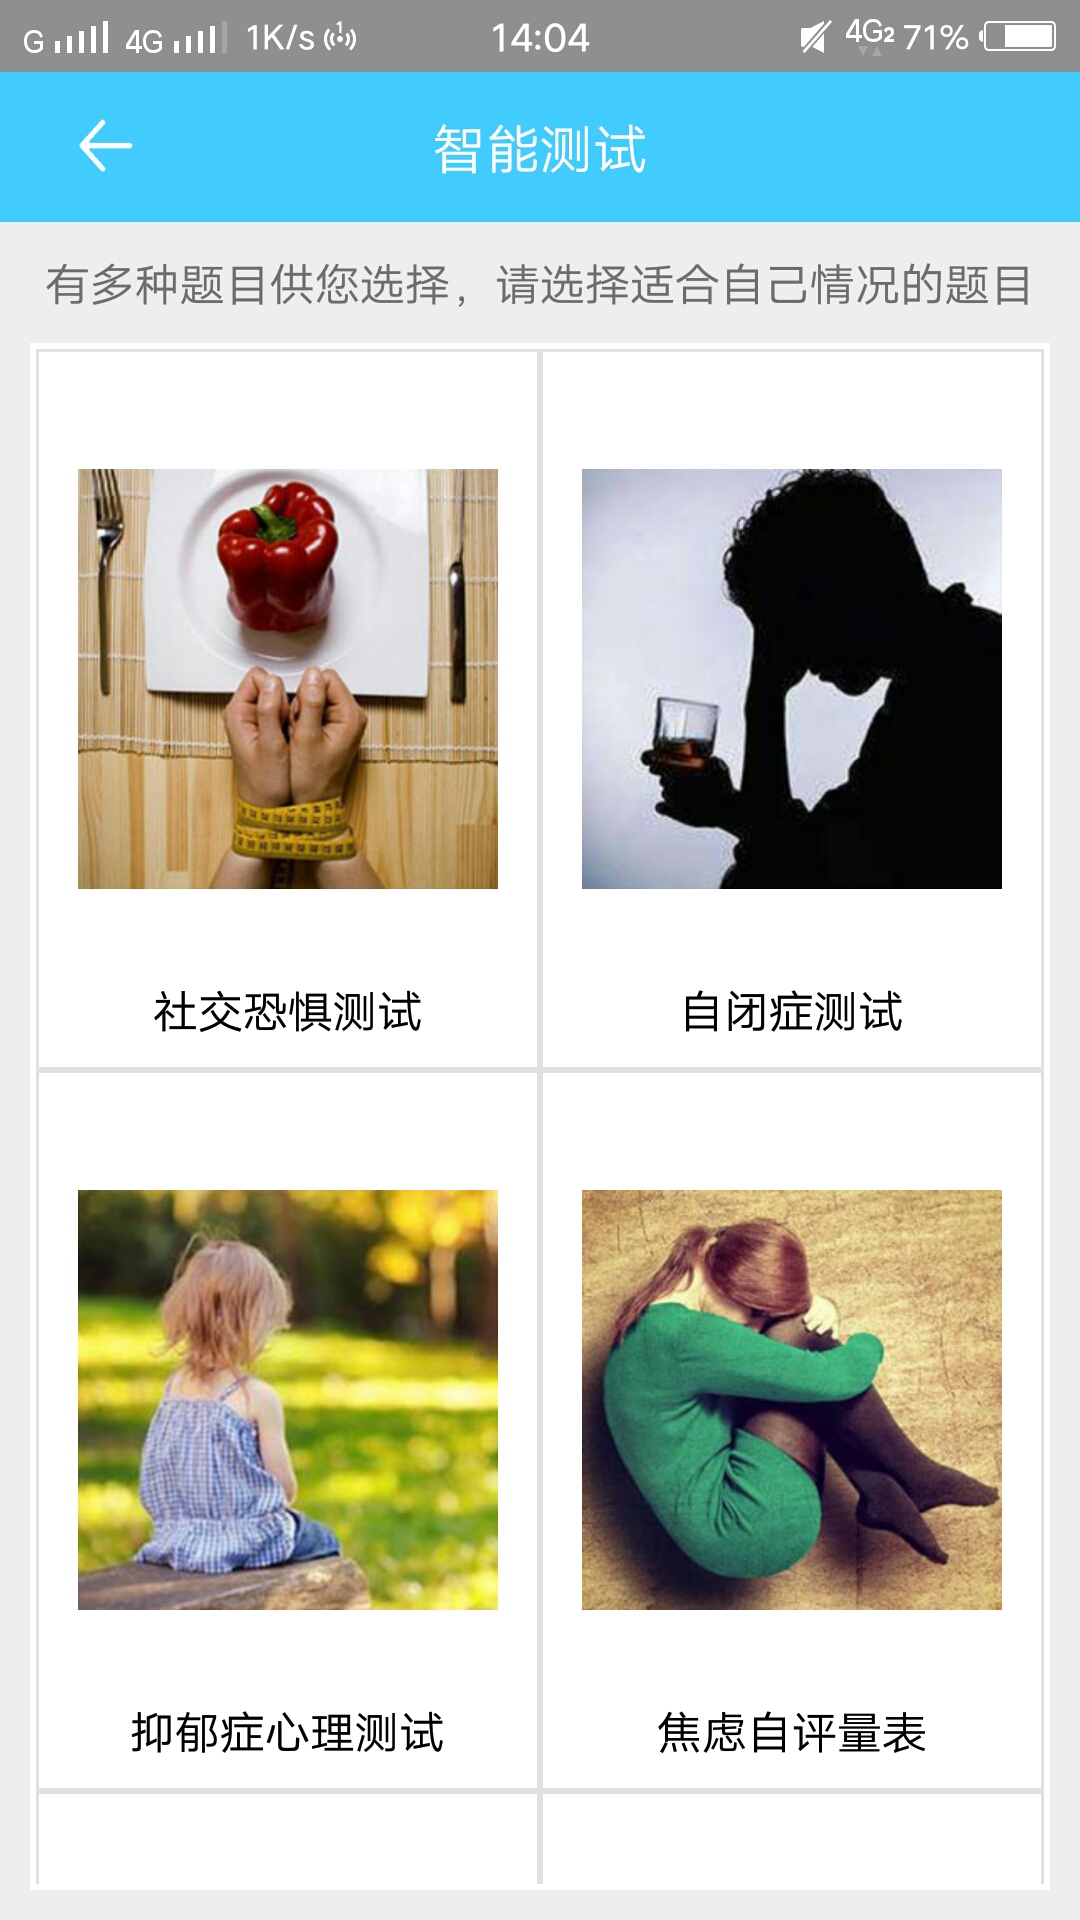 G 4G 1K/s 1 14:04 4G2 71%
智能测试
有多种题目供您选择，请选择适合自己情况的题目
社交恐惧测试 自闭症测试
抑郁症心理测试 焦虑自评量表